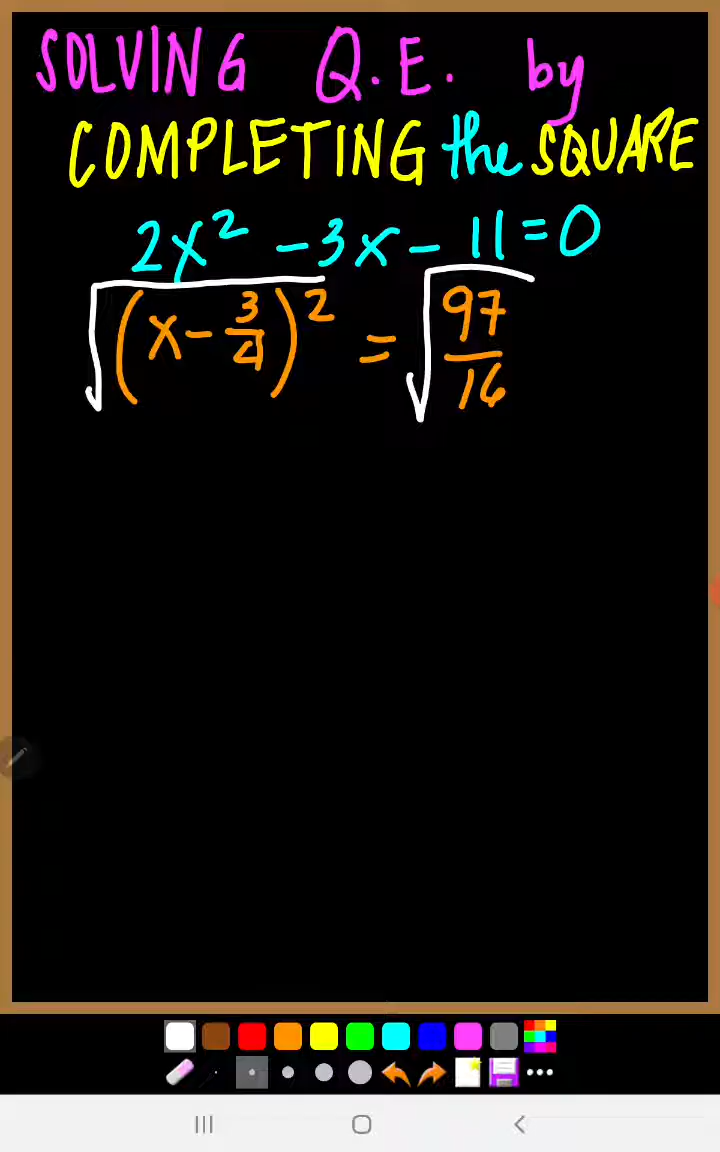 SOLVING Q.E. by
COMPLETING the SQUARE
2x² - 3x - 11 = 0
√(x - 3/4)² = √97/16